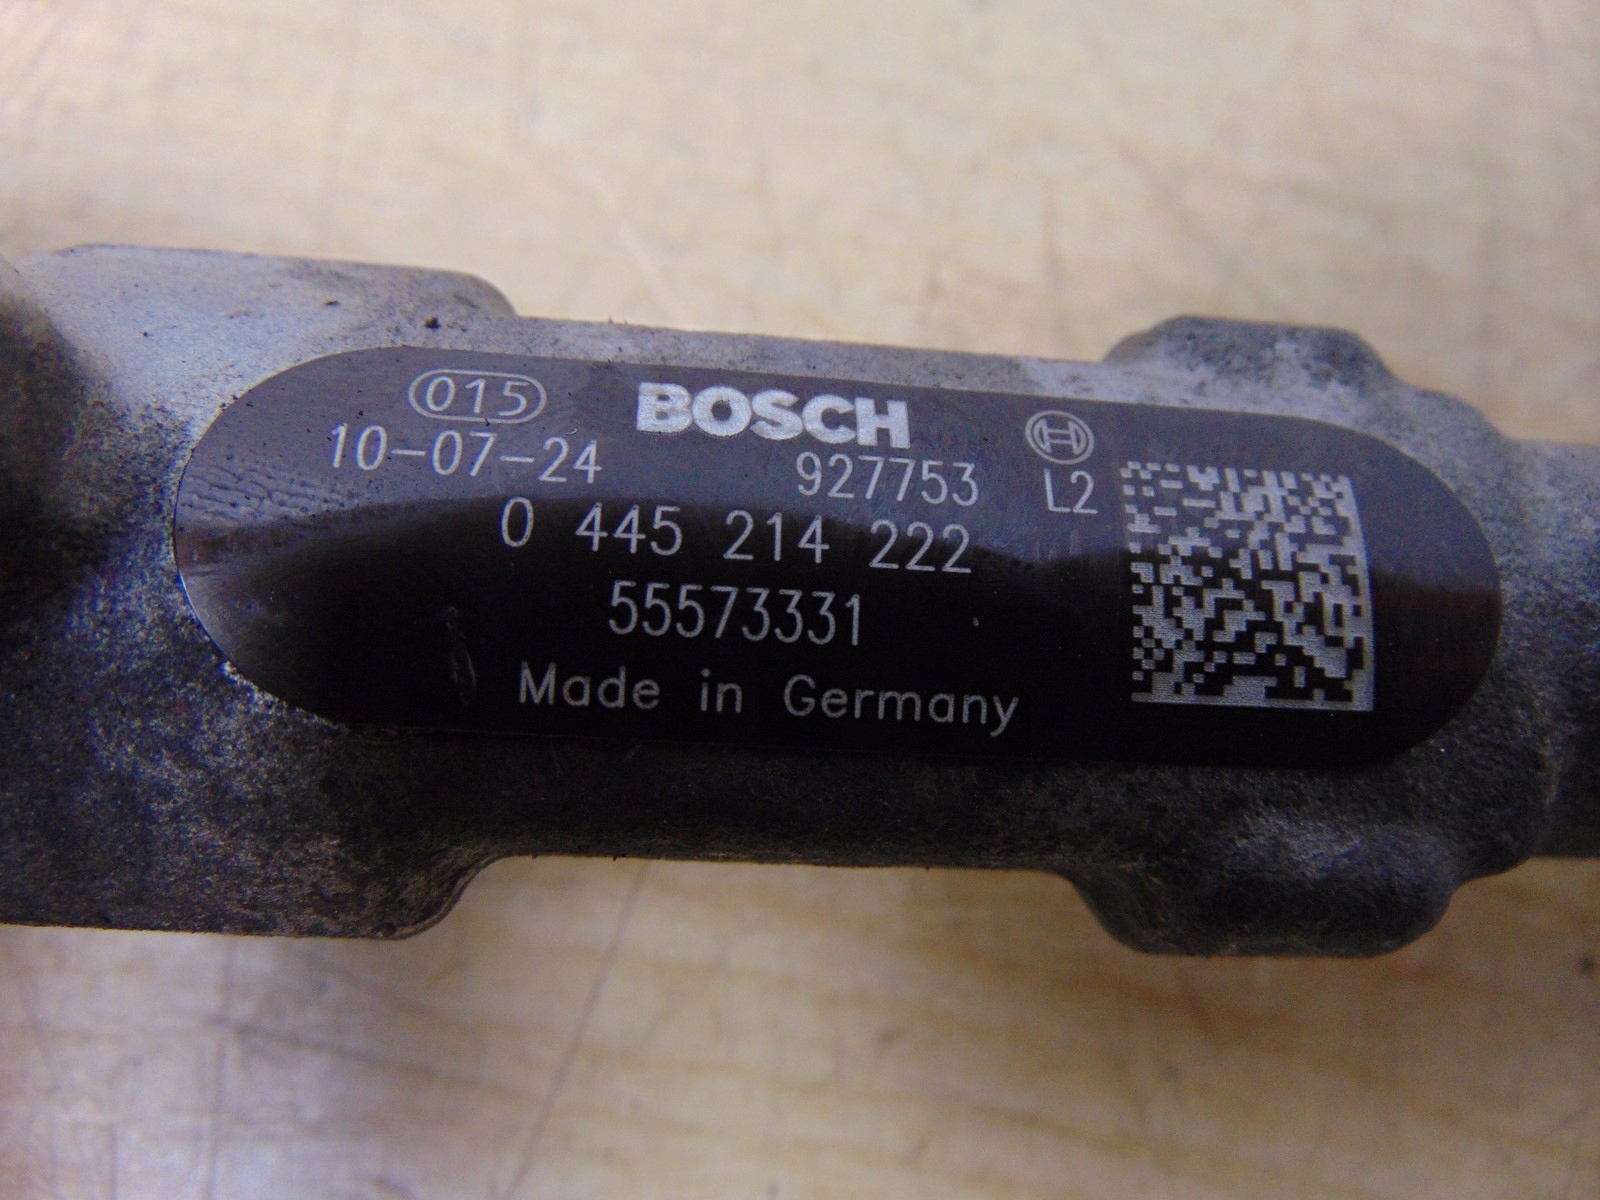 015 BOSCH
10-07-24 927753 L2
0 445 214 222
55573331
Made in Germany